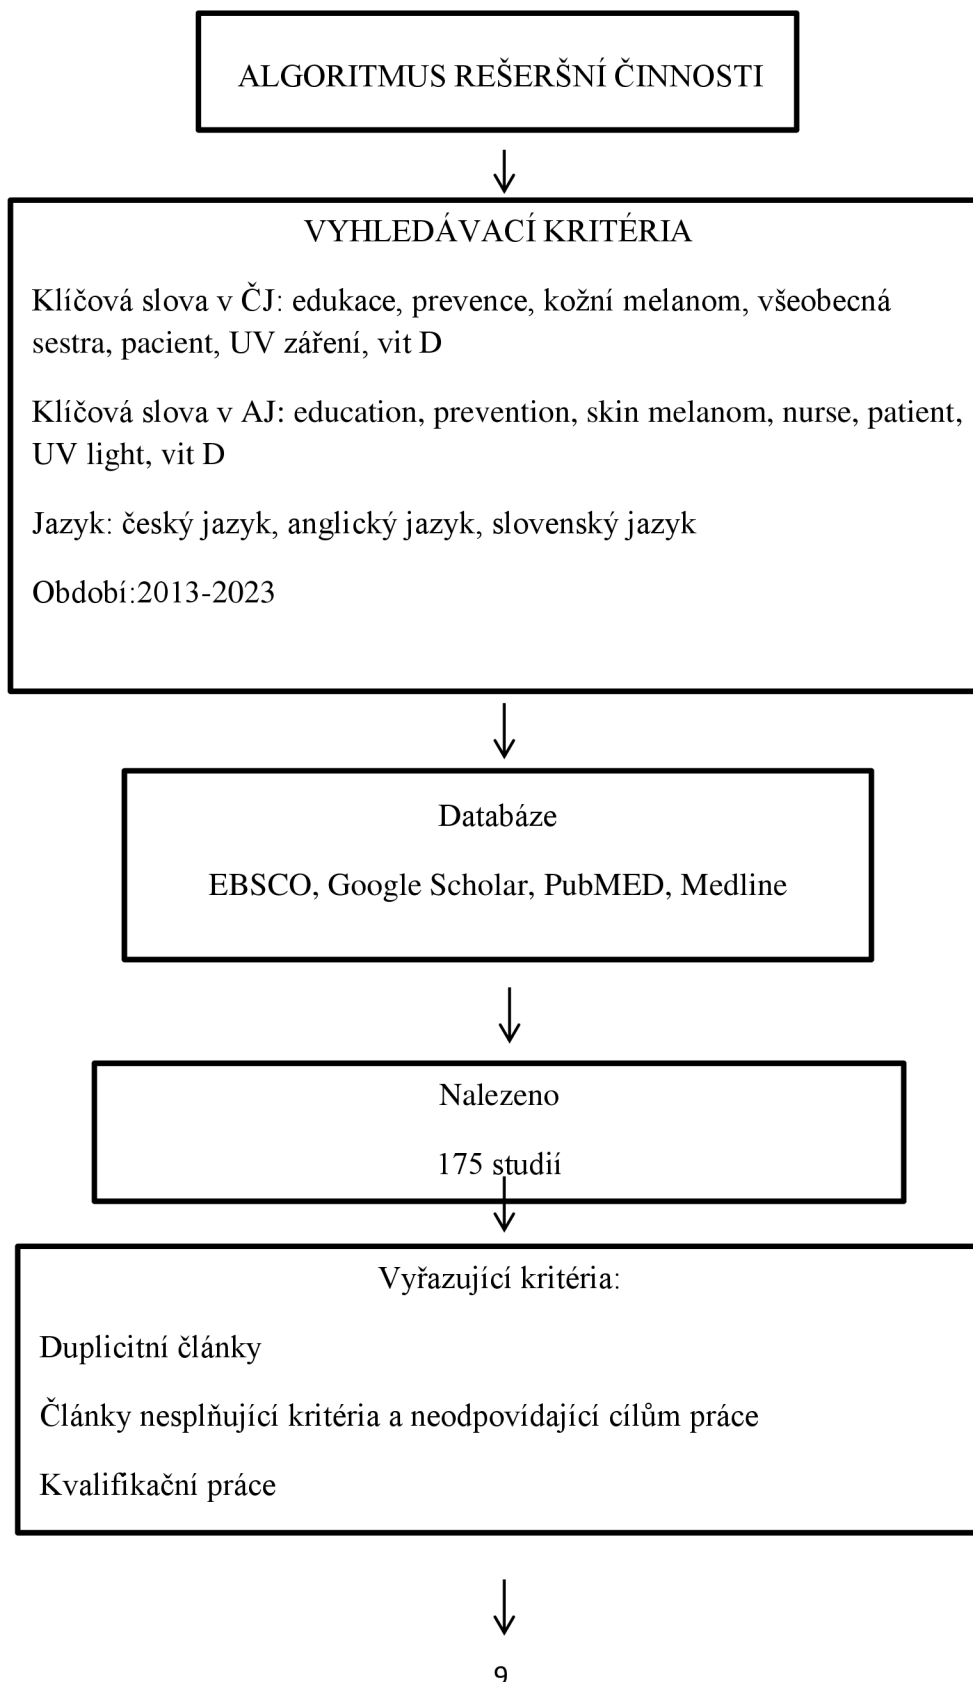 ALGORITMUS REŠERŠNÍ ČINNOSTI
VYHLEDÁVACÍ KRITÉRIA
Klíčová slova v ČJ: edukace, prevence, kožní melanom, všeobecná
sestra, pacient, UV záření, vit D
Klíčová slova v AJ: education, prevention, skin melanom, nurse, patient,
UV light, vit D
Jazyk: český jazyk, anglický jazyk, slovenský jazyk
Období:2013-2023
Databáze
EBSCO, Google Scholar, PubMED, Medline
Nalezeno
175 studií
Vyřazující kritéria:
Duplicitní články
Články nesplňující kritéria a neodpovídající cílům práce
Kvalifikační práce
9